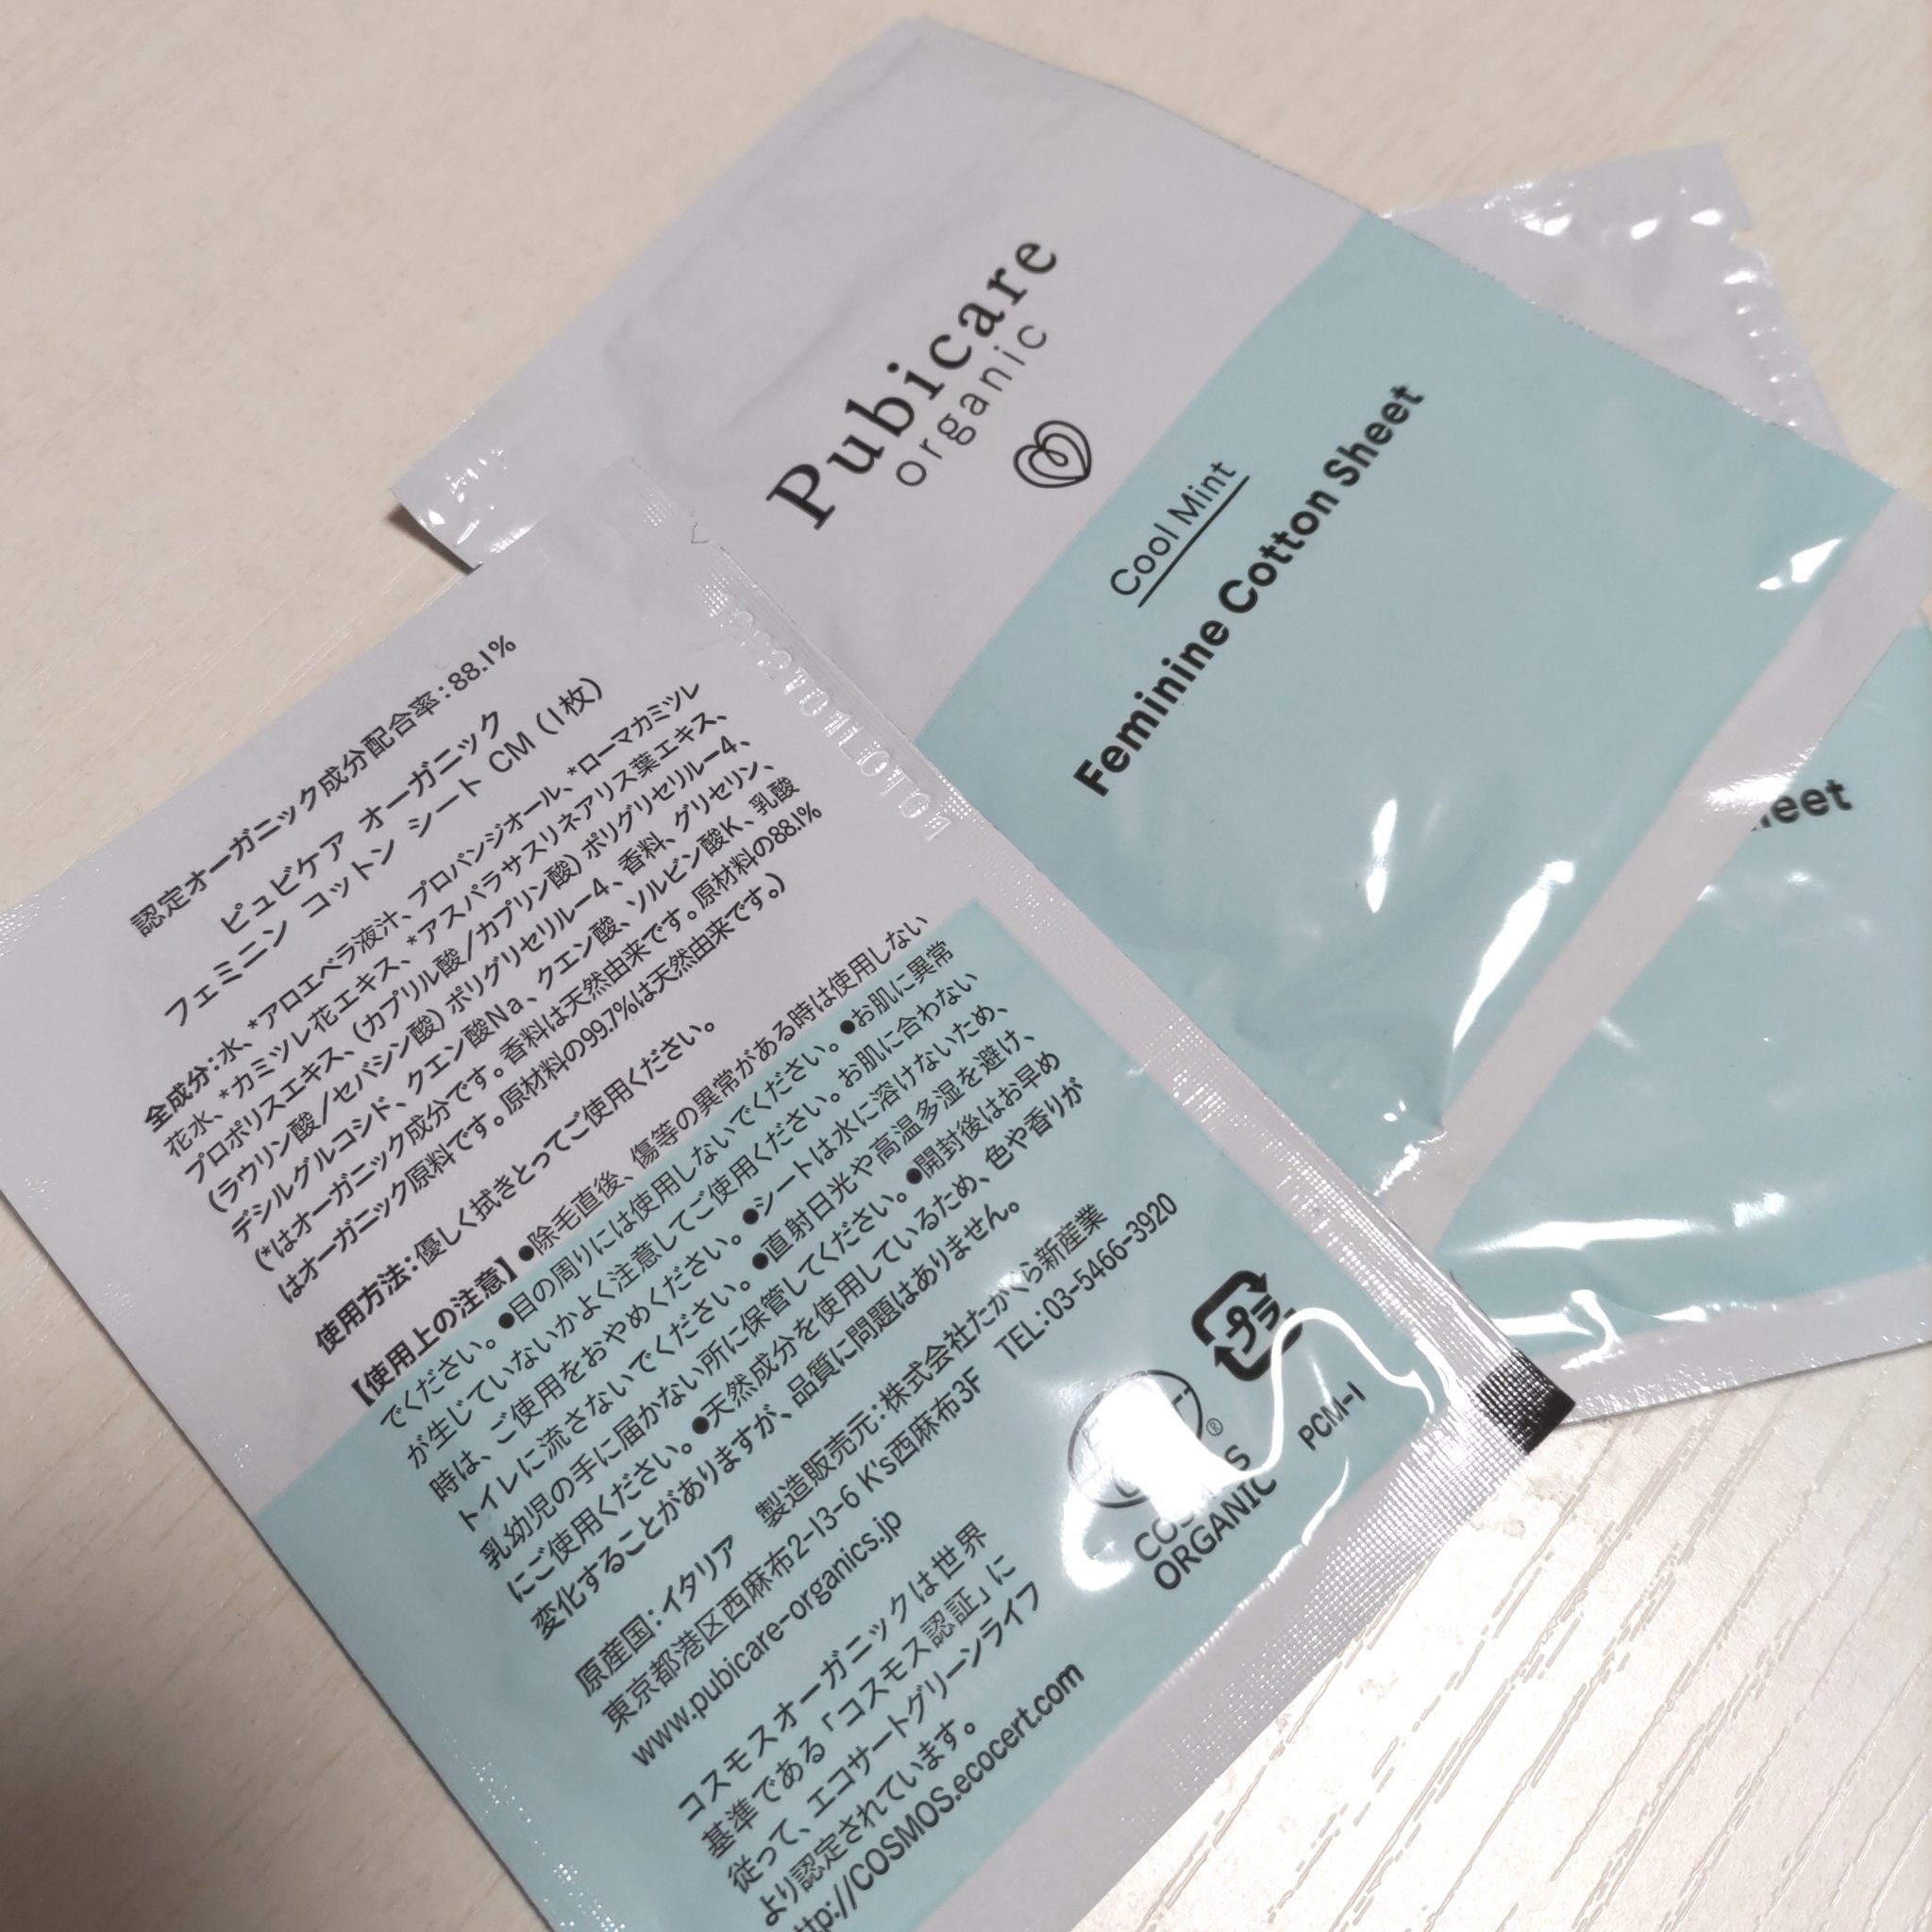 Pubicare
Organic
Cool Mint
Feminine Cotton Sheet
eet
認定オーガニック成分配合率：88.1%
ピュビケア オーガニック
フェミニン コットン シート CM（1枚）
全成分：水、*アロエベラ液汁、プロパンジオール、*ローマカミツレ
花水、*カミツレ花エキス、*アスパラサスリネアリス葉エキス、
プロポリスエキス、（カプリル酸／カプリン酸）ポリグリセリル－4、
（ラウリン酸／セバシン酸）ポリグリセリル－4、香料、グリセリン、
デシルグルコシド、クエン酸Na、クエン酸、ソルビン酸K、乳酸
（*はオーガニック成分です。香料は天然由来です。原材料の88.1%
はオーガニック原料です。原材料の99.7%は天然由来です。）
使用方法：優しく拭きとってご使用ください。
【使用上の注意】●除毛直後、傷等の異常がある時は使用しない
でください。●目の周りには使用しないでください。●お肌に異常
が生じていないかよく注意してご使用ください。お肌に合わない
時は、ご使用をおやめください。●シートは水に溶けないため、
トイレに流さないでください。●直射日光や高温多湿を避け、
乳幼児の手に届かない所に保管してください。●開封後はお早め
にご使用ください。●天然成分を使用しているため、色や香りが
変化することがありますが、品質に問題はありません。
原産国：イタリア 製造販売元：株式会社たかくら新産業
東京都港区西麻布2-13-6 K's西麻布3F TEL：03-5466-3920
www.pubicare-organics.jp
コスモスオーガニックは世界
基準である「コスモス認証」に
従って、エコサートグリーンライフ
より認定されています。
ttp://COSMOS.ecocert.com
プラ
®
ORGANIC
PCM-1